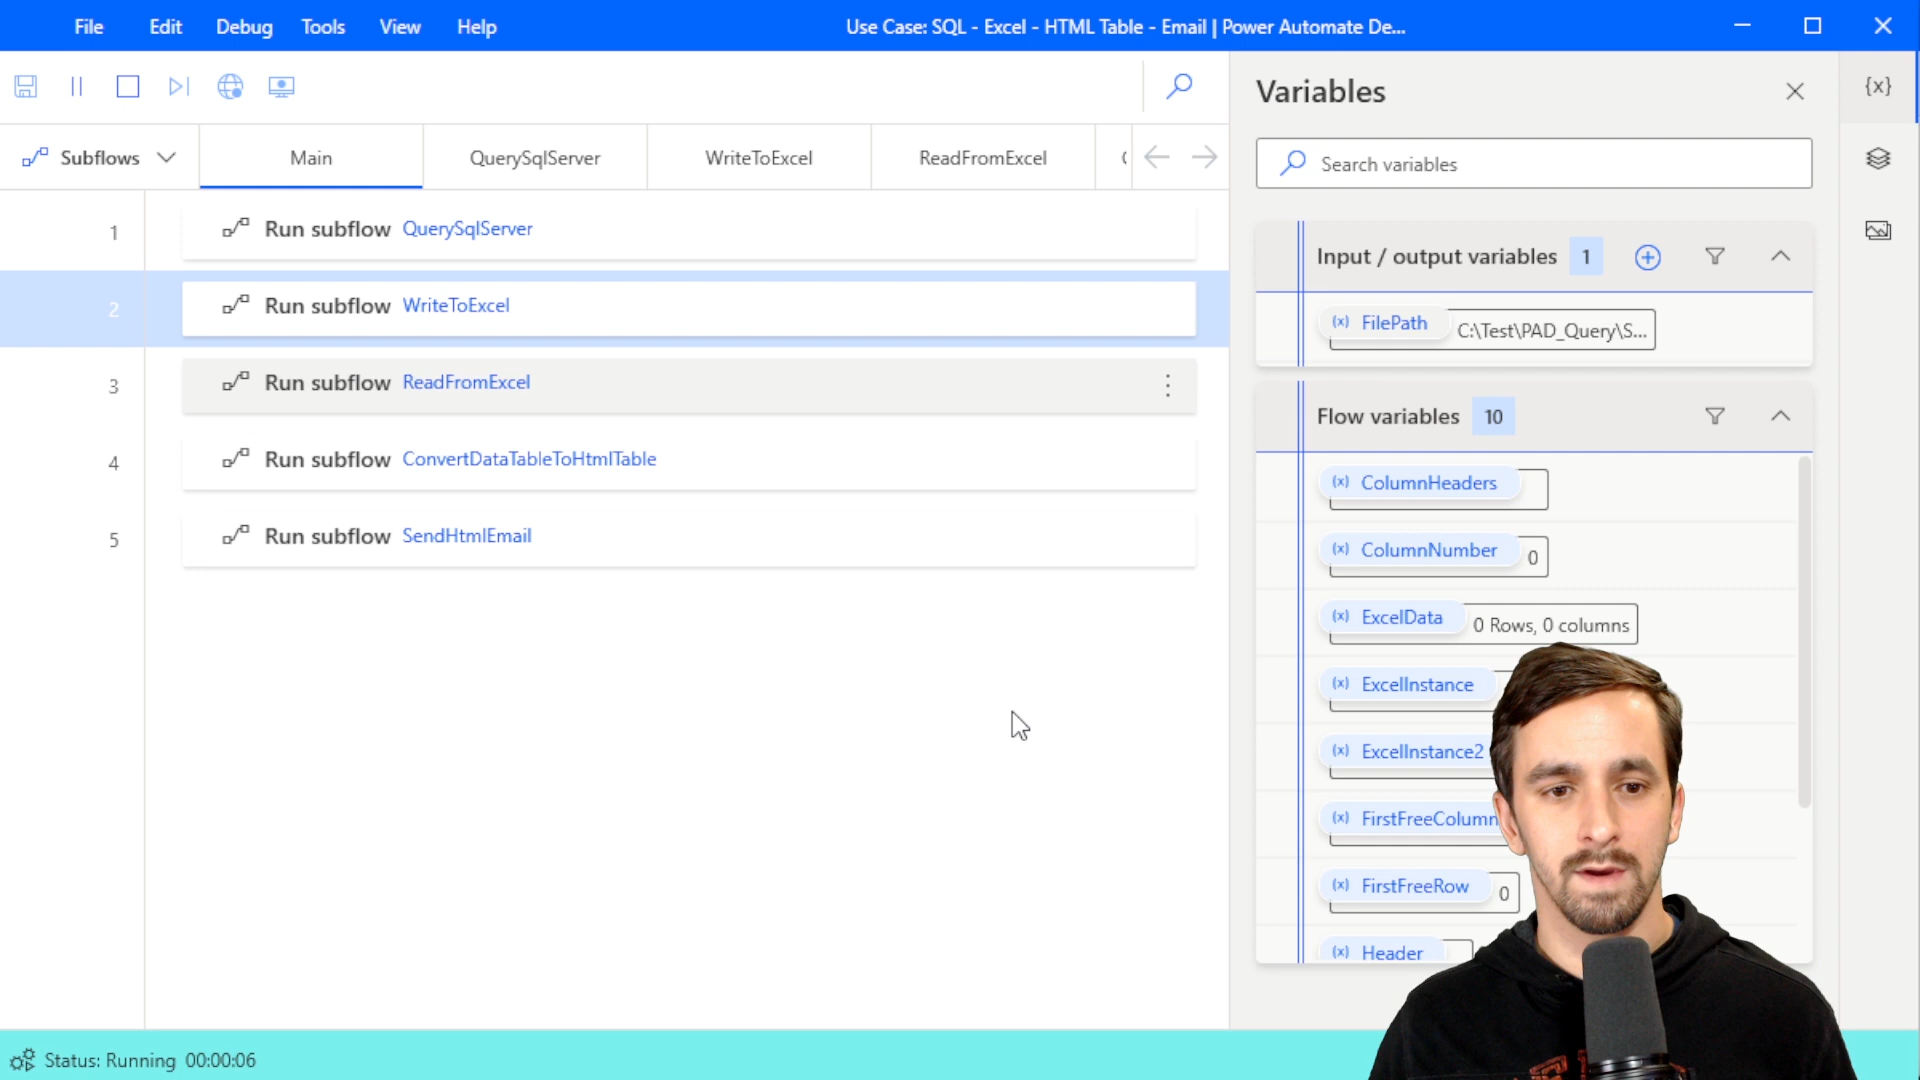 File Edit Debug Tools View Help
Use Case: SQL - Excel - HTML Table - Email | Power Automate De...
Subflows
Main
QuerySqlServer
WriteToExcel
ReadFromExcel
1 Run subflow QuerySqlServer
2 Run subflow WriteToExcel
3 Run subflow ReadFromExcel
4 Run subflow ConvertDataTableToHtmlTable
5 Run subflow SendHtmlEmail
Variables
{x}
Search variables
Input / output variables 1
(x) FilePath C:\Test\PAD_Query\S...
Flow variables 10
(x) ColumnHeaders
(x) ColumnNumber 0
(x) ExcelData 0 Rows, 0 columns
(x) ExcelInstance
(x) ExcelInstance2
(x) FirstFreeColumn
(x) FirstFreeRow 0
(x) Header
Status: Running 00:00:06